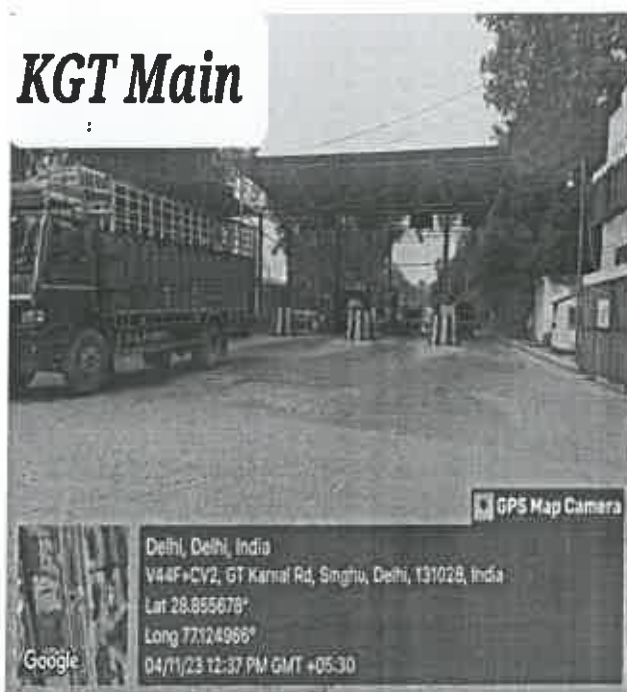 KGT Main
:
GPS Map Camera
Delhi, Delhi, India
V44F+CV2, GT Karnal Rd, Singhu, Delhi, 131028, India
Lat 28.855678°
Long 77.124966°
04/11/23 12:37 PM GMT +05:30
Google